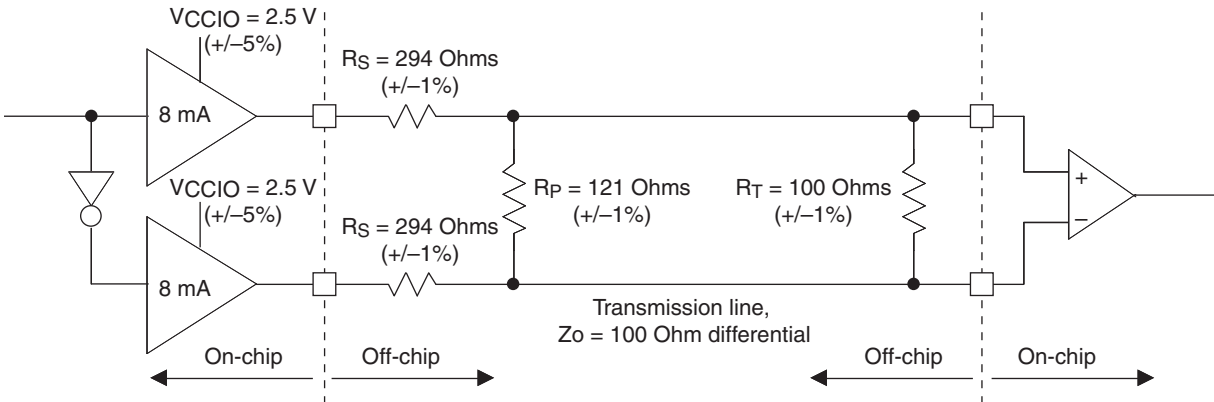 VCCIO = 2.5 V
(+/–5%)
8 mA
RS = 294 Ohms
(+/–1%)
VCCIO = 2.5 V
(+/–5%)
8 mA
RS = 294 Ohms
(+/–1%)
RP = 121 Ohms
(+/–1%)
RT = 100 Ohms
(+/–1%)
+
–
Transmission line,
Zo = 100 Ohm differential
On-chip
Off-chip
Off-chip
On-chip